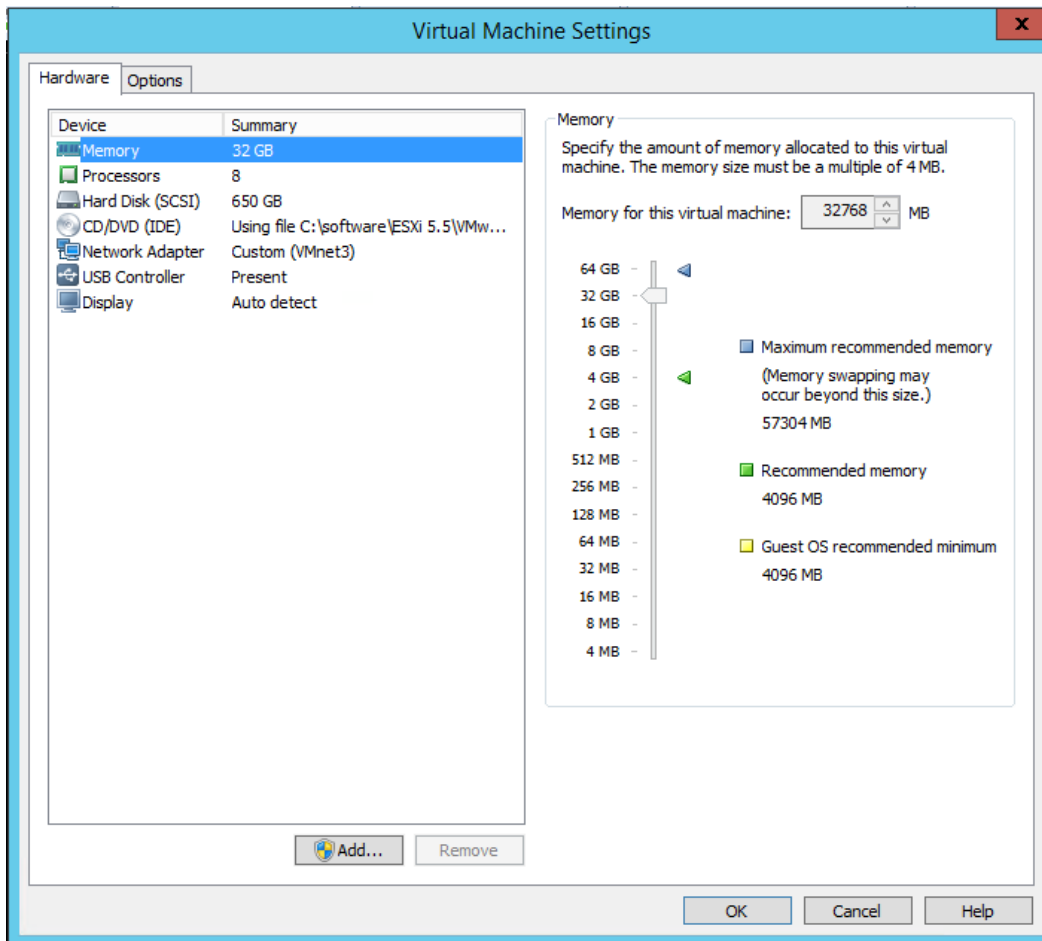 Virtual Machine Settings
x
Hardware Options
Device Summary
Memory 32 GB
Processors 8
Hard Disk (SCSI) 650 GB
CD/DVD (IDE) Using file C:\software\ESXi 5.5\VMw...
Network Adapter Custom (VMnet3)
USB Controller Present
Display Auto detect
Add... Remove
Memory
Specify the amount of memory allocated to this virtual
machine. The memory size must be a multiple of 4 MB.
Memory for this virtual machine: 32768 MB
64 GB
32 GB
16 GB
8 GB
4 GB
2 GB
1 GB
512 MB
256 MB
128 MB
64 MB
32 MB
16 MB
8 MB
4 MB
Maximum recommended memory
(Memory swapping may
occur beyond this size.)
57304 MB
Recommended memory
4096 MB
Guest OS recommended minimum
4096 MB
OK Cancel Help